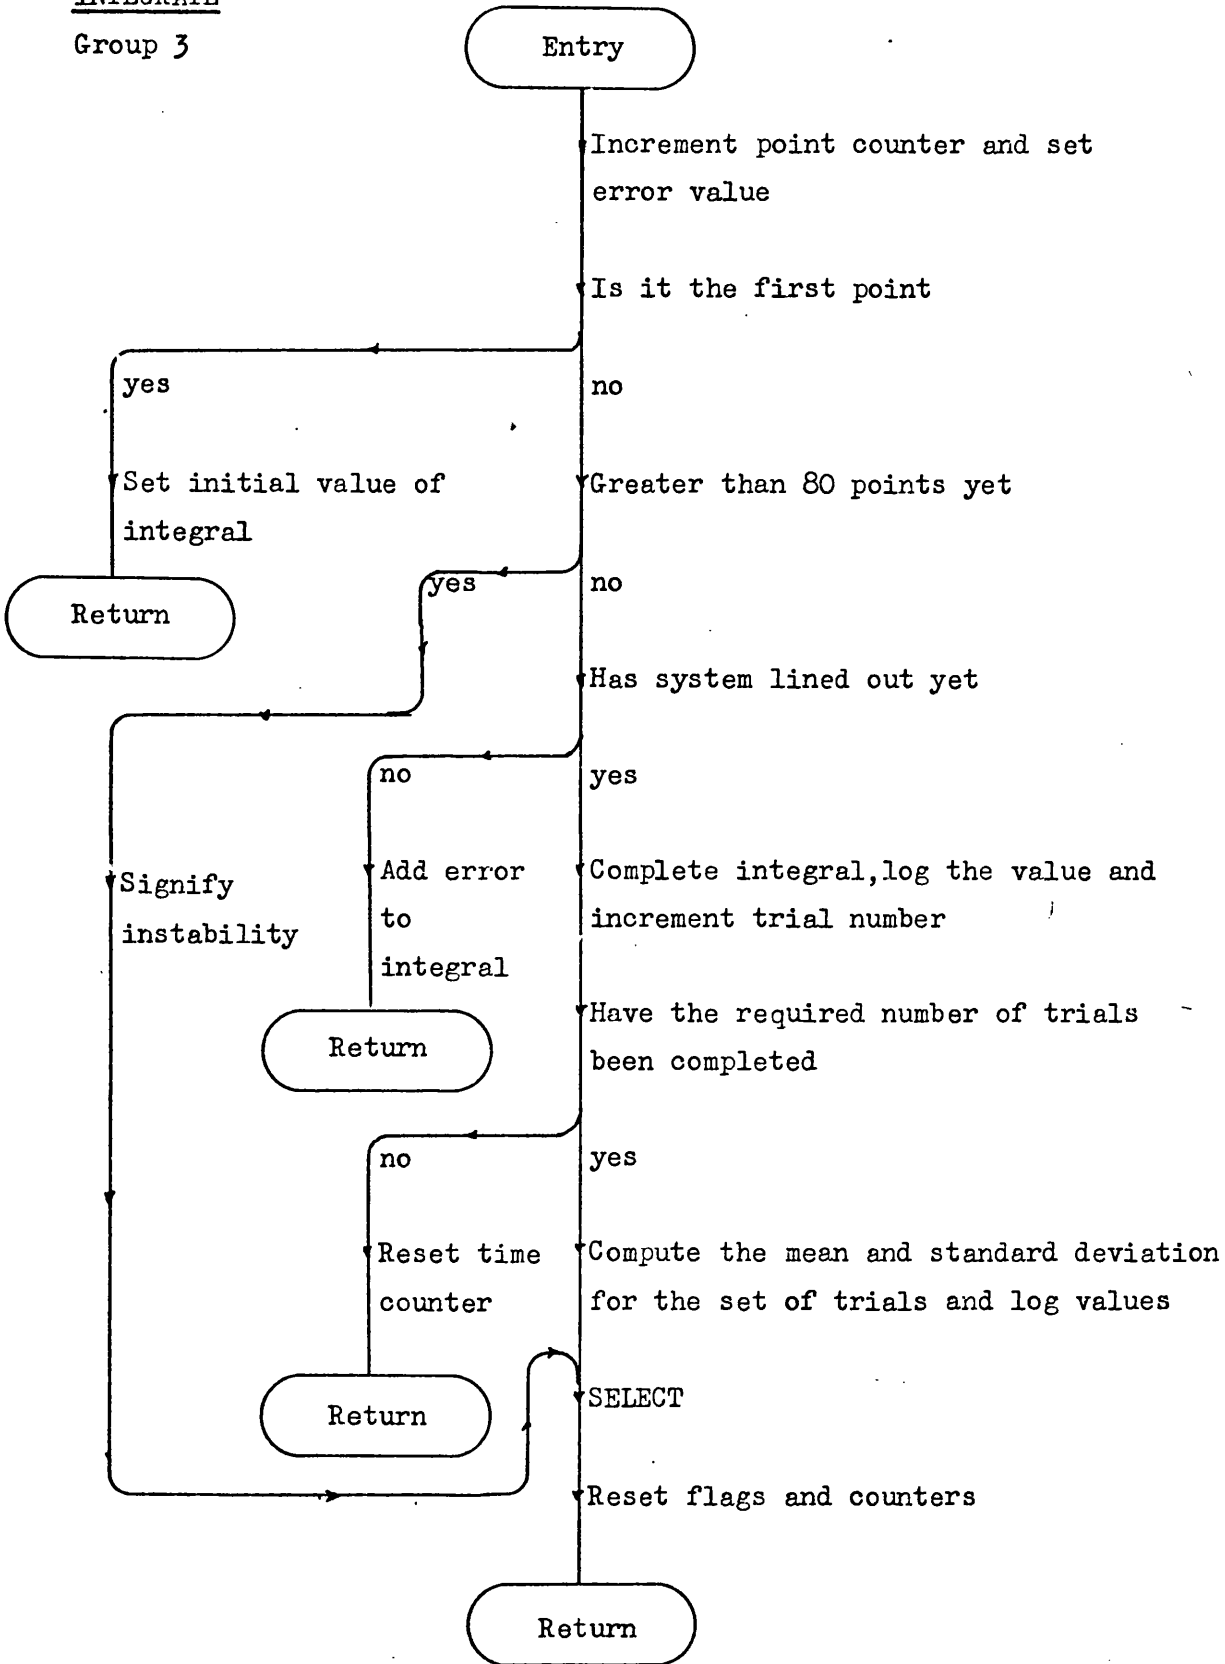 INTEGRATE
Group 3
Entry
Increment point counter and set
error value
Is it the first point
yes
no
Set initial value of
integral
Greater than 80 points yet
Return
yes
no
Has system lined out yet
no
yes
Signify
instability
Add error
to
integral
Complete integral,log the value and
increment trial number
Return
Have the required number of trials
been completed
no
yes
Reset time
counter
Compute the mean and standard deviation
for the set of trials and log values
Return
SELECT
Reset flags and counters
Return